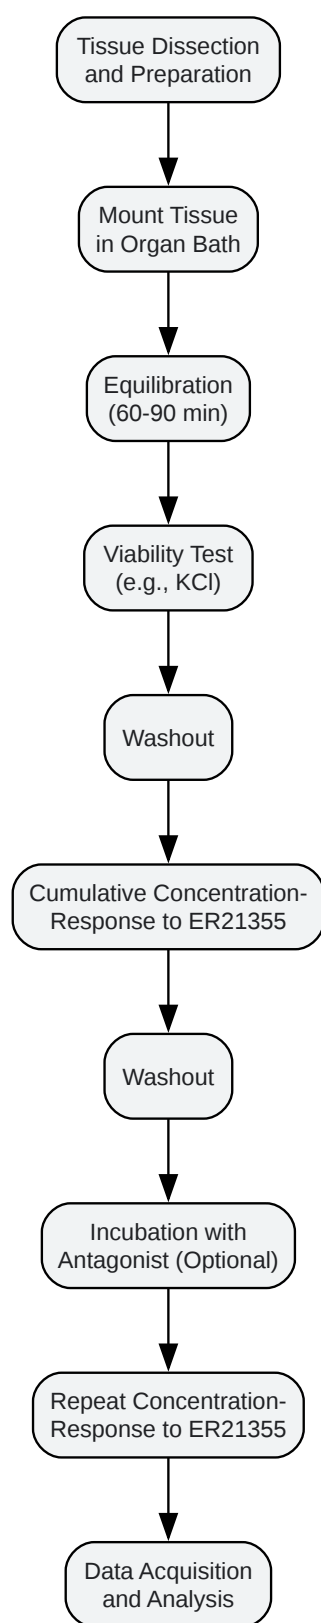 Tissue Dissection
and Preparation
Mount Tissue
in Organ Bath
Equilibration
(60-90 min)
Viability Test
(e.g., KCl)
Washout
Cumulative Concentration-
Response to ER21355
Washout
Incubation with
Antagonist (Optional)
Repeat Concentration-
Response to ER21355
Data Acquisition
and Analysis